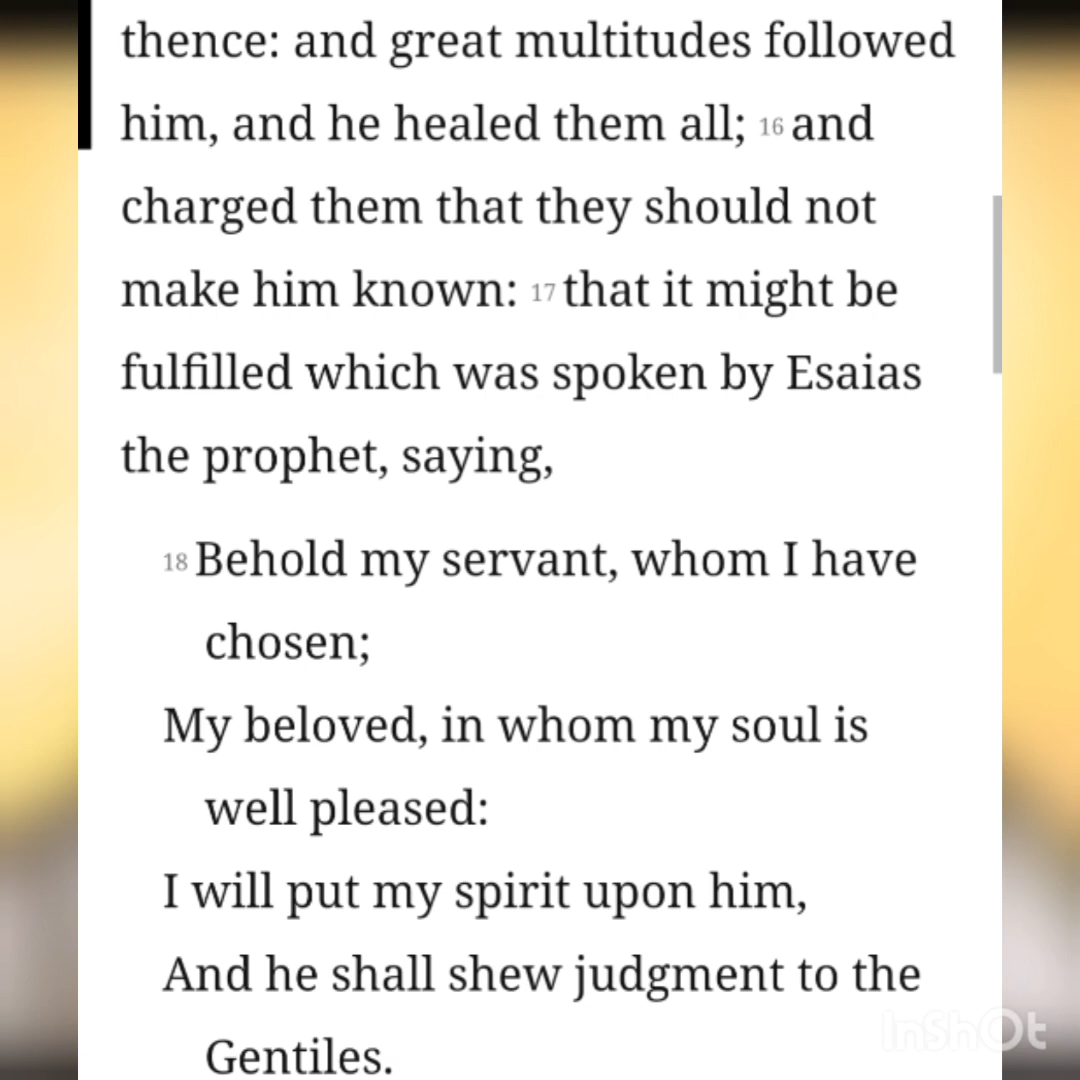 thence: and great multitudes followed
him, and he healed them all; 16 and
charged them that they should not
make him known: 17 that it might be
fulfilled which was spoken by Esaias
the prophet, saying,
18 Behold my servant, whom I have
chosen;
My beloved, in whom my soul is
well pleased:
I will put my spirit upon him,
And he shall shew judgment to the
Gentiles.
InShOt